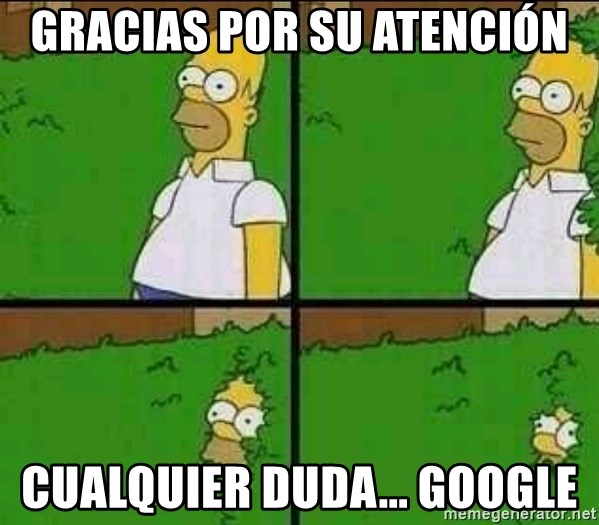 GRACIAS POR SU ATENCIÓN
CUALQUIER DUDA... GOOGLE
memegenerator.net